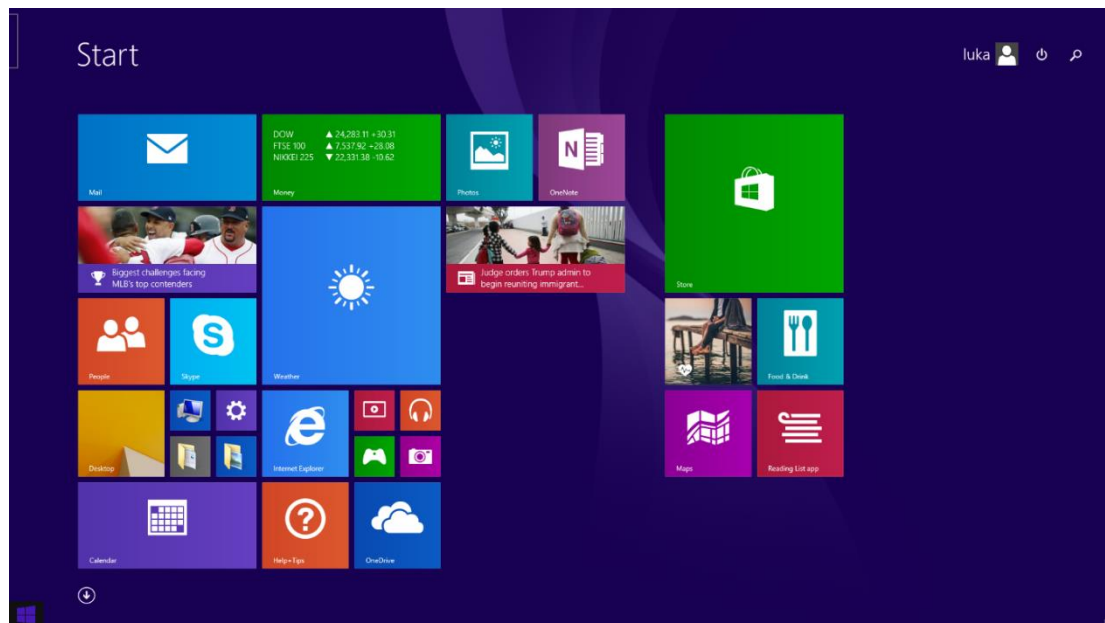 Start
luka
DOW ▲ 24,283.11 +30.31
FTSE 100 ▲ 7,537.92 +28.08
NIKKEI 225 ▼ 22,331.38 -10.62
Mail
Money
Photos
OneNote
Biggest challenges facing
MLB's top contenders
Judge orders Trump admin to
begin reuniting immigrant...
Store
People
Skype
Weather
Food & Drink
Desktop
Internet Explorer
Maps
Reading List app
Calendar
Help+Tips
OneDrive